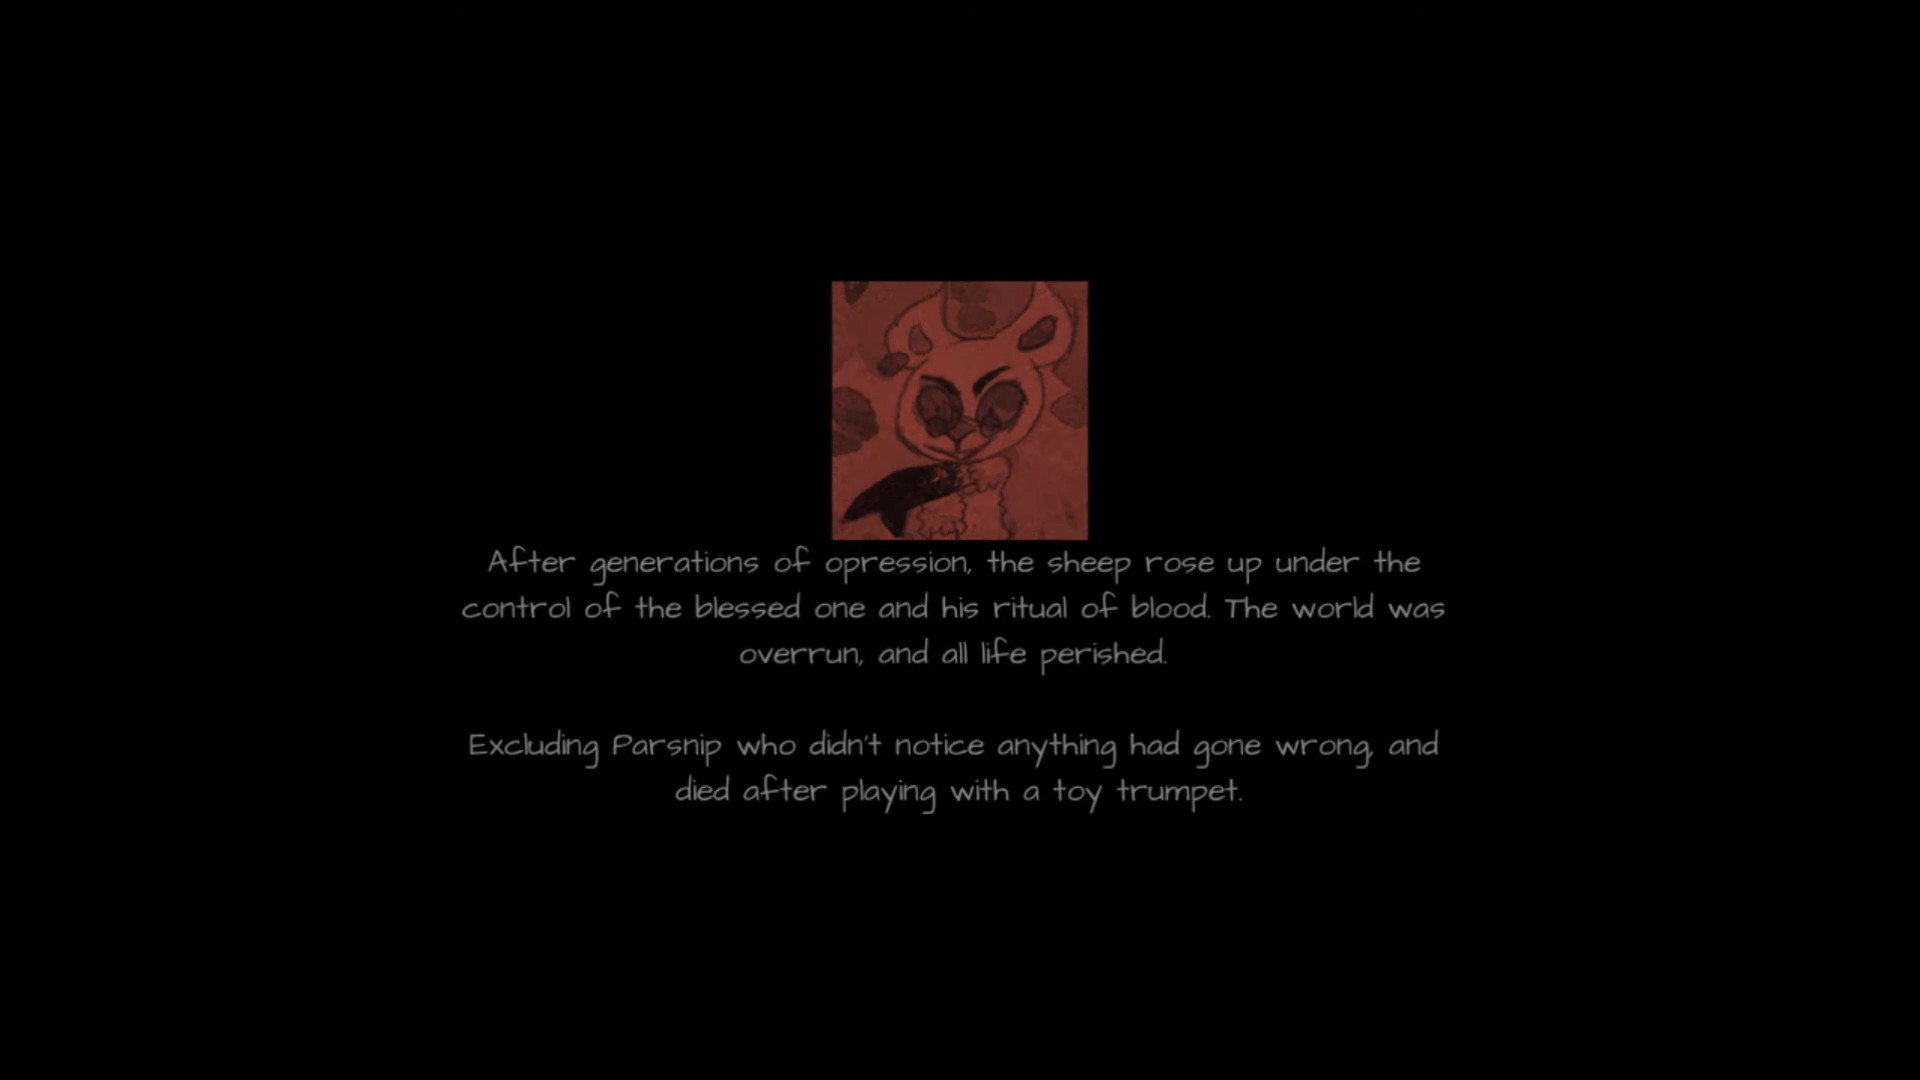 After generations of opression, the sheep rose up under the
control of the blessed one and his ritual of blood. The world was
overrun, and all life perished.
Excluding Parsnip who didn't notice anything had gone wrong, and
died after playing with a toy trumpet.